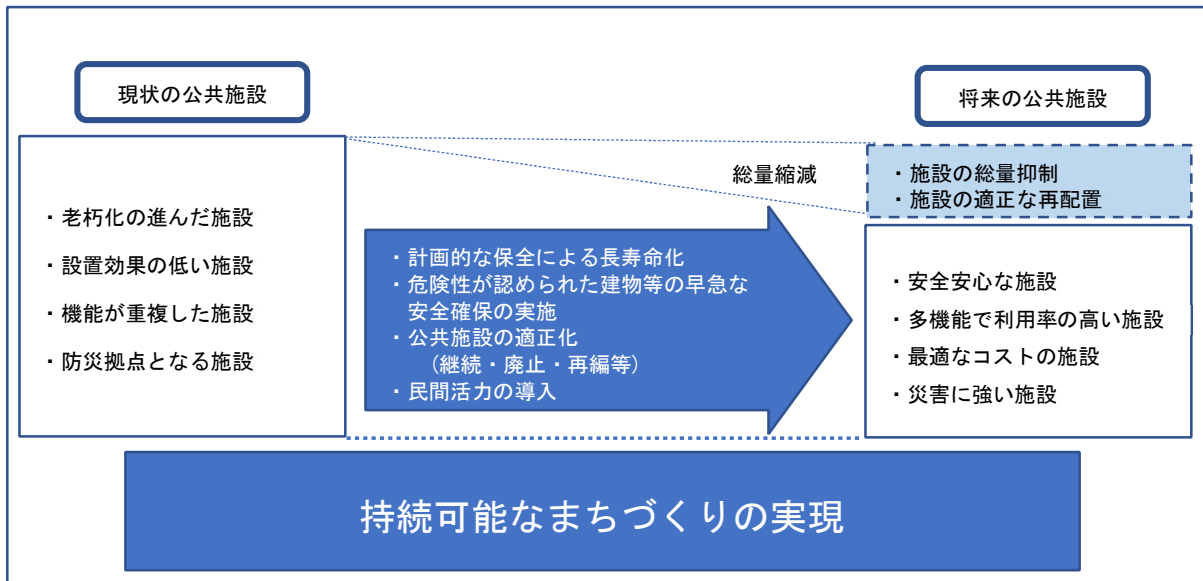 現状の公共施設
・老朽化の進んだ施設
・設置効果の低い施設
・機能が重複した施設
・防災拠点となる施設
・計画的な保全による長寿命化
・危険性が認められた建物等の早急な
安全確保の実施
・公共施設の適正化
（継続・廃止・再編等）
・民間活力の導入
総量縮減
将来の公共施設
・施設の総量抑制
・施設の適正な再配置
・安全安心な施設
・多機能で利用率の高い施設
・最適なコストの施設
・災害に強い施設
持続可能なまちづくりの実現